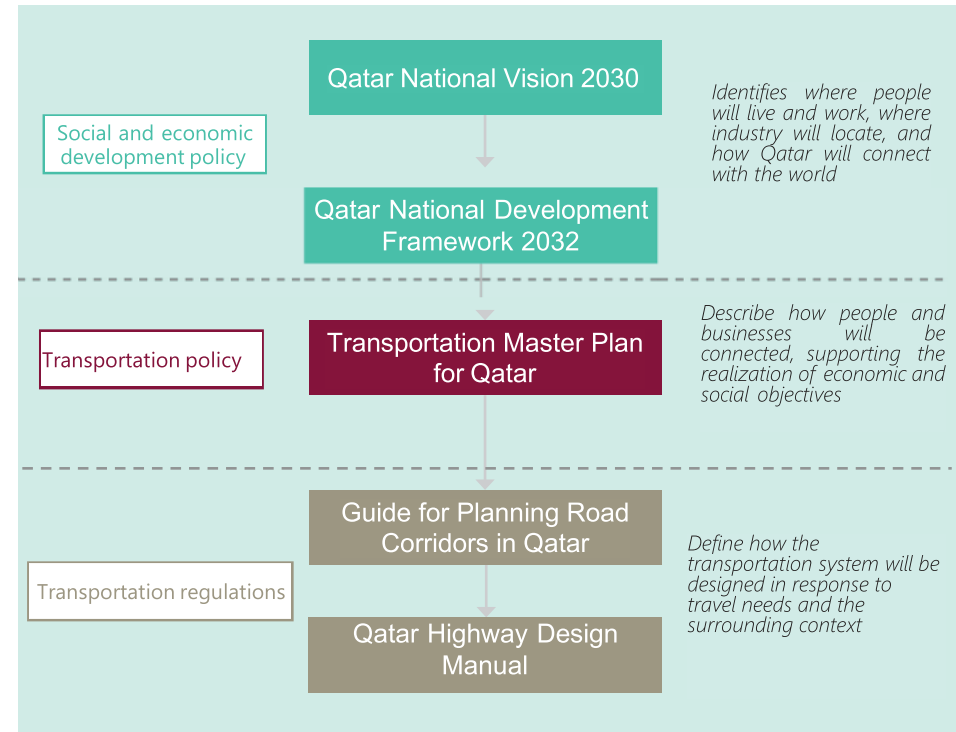 Qatar National Vision 2030
Social and economic
development policy
Identifies where people
will live and work, where
industry will locate, and
how Qatar will connect
with the world
Qatar National Development
Framework 2032
Transportation policy
Transportation Master Plan
for Qatar
Describe how people and
businesses will be
connected, supporting the
realization of economic and
social objectives
Guide for Planning Road
Corridors in Qatar
Transportation regulations
Define how the
transportation system will be
designed in response to
travel needs and the
surrounding context
Qatar Highway Design
Manual